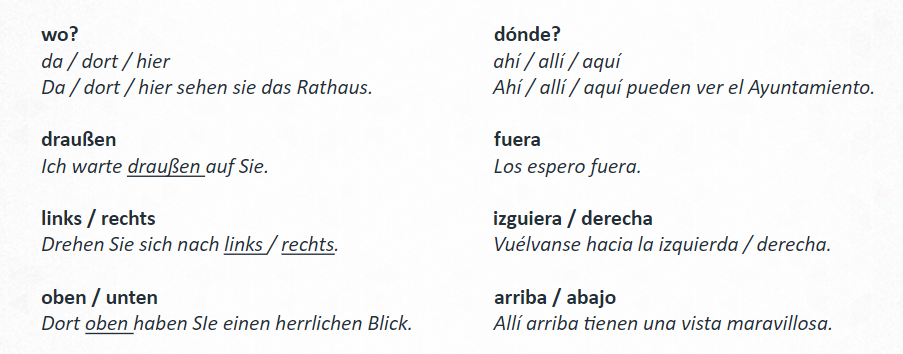 wo?
da / dort / hier
Da / dort / hier sehen sie das Rathaus.
draußen
Ich warte draußen auf Sie.
links / rechts
Drehen Sie sich nach links / rechts.
oben / unten
Dort oben haben SIe einen herrlichen Blick.
dónde?
ahí / allí / aquí
Ahí / allí / aquí pueden ver el Ayuntamiento.
fuera
Los espero fuera.
izguiera / derecha
Vuélvanse hacia la izquierda / derecha.
arriba / abajo
Allí arriba tienen una vista maravillosa.